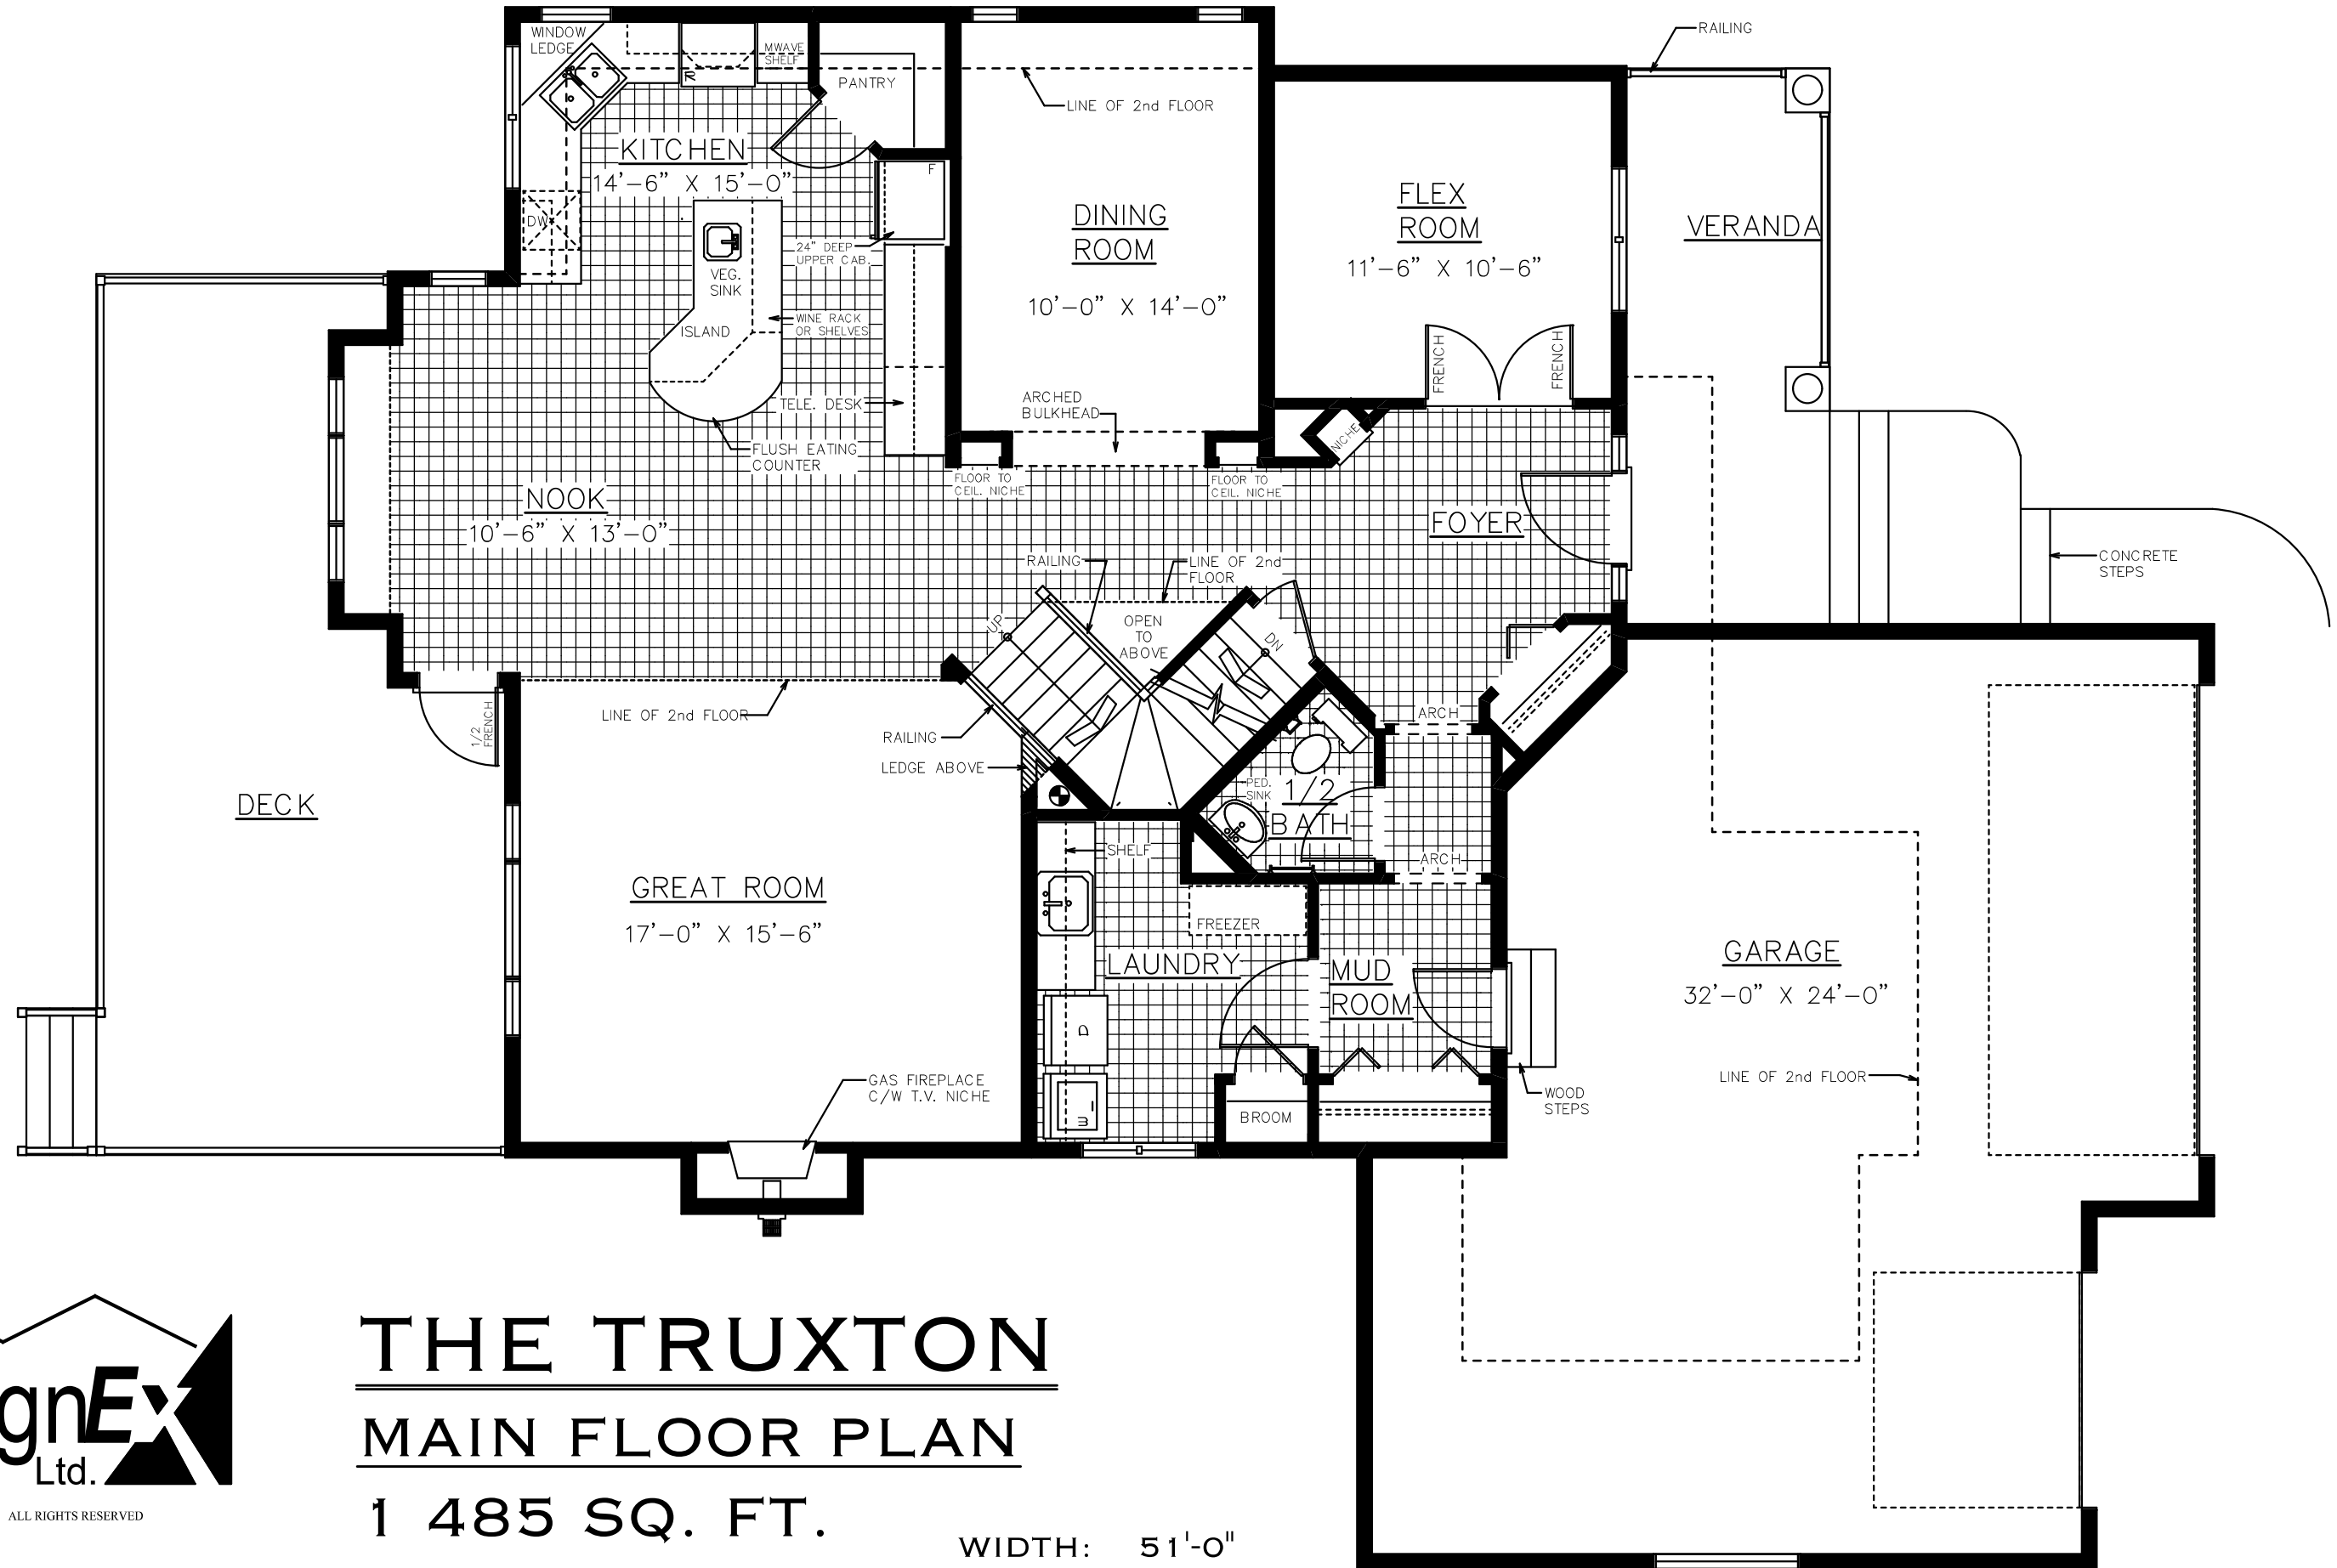 WINDOW
LEDGE
R
MWAVE
SHELF
PANTRY
LINE OF 2nd FLOOR
RAILING
KITCHEN
14'-6" X 15'-0"
F
DW
24" DEEP
UPPER CAB.
VEG.
SINK
WINE RACK
OR SHELVES
ISLAND
DINING
ROOM
10'-0" X 14'-0"
FLEX
ROOM
11'-6" X 10'-6"
VERANDA
FRENCH
FRENCH
TELE. DESK
ARCHED
BULKHEAD
FLUSH EATING
COUNTER
NICHE
FLOOR TO
CEIL. NICHE
FLOOR TO
CEIL. NICHE
NOOK
10'-6" X 13'-0"
FOYER
RAILING
LINE OF 2nd
FLOOR
CONCRETE
STEPS
UP
OPEN
TO
ABOVE
DN
LINE OF 2nd FLOOR
1/2
FRENCH
RAILING
LEDGE ABOVE
ARCH
DECK
PED.
SINK
1/2
BATH
SHELF
ARCH
GREAT ROOM
17'-0" X 15'-6"
FREEZER
LAUNDRY
MUD
ROOM
GARAGE
32'-0" X 24'-0"
D
GAS FIREPLACE
C/W T.V. NICHE
LINE OF 2nd FLOOR
W
BROOM
WOOD
STEPS
gnEx
Ltd.
ALL RIGHTS RESERVED
THE TRUXTON
MAIN FLOOR PLAN
1 485 SQ. FT.
WIDTH: 51'-0"